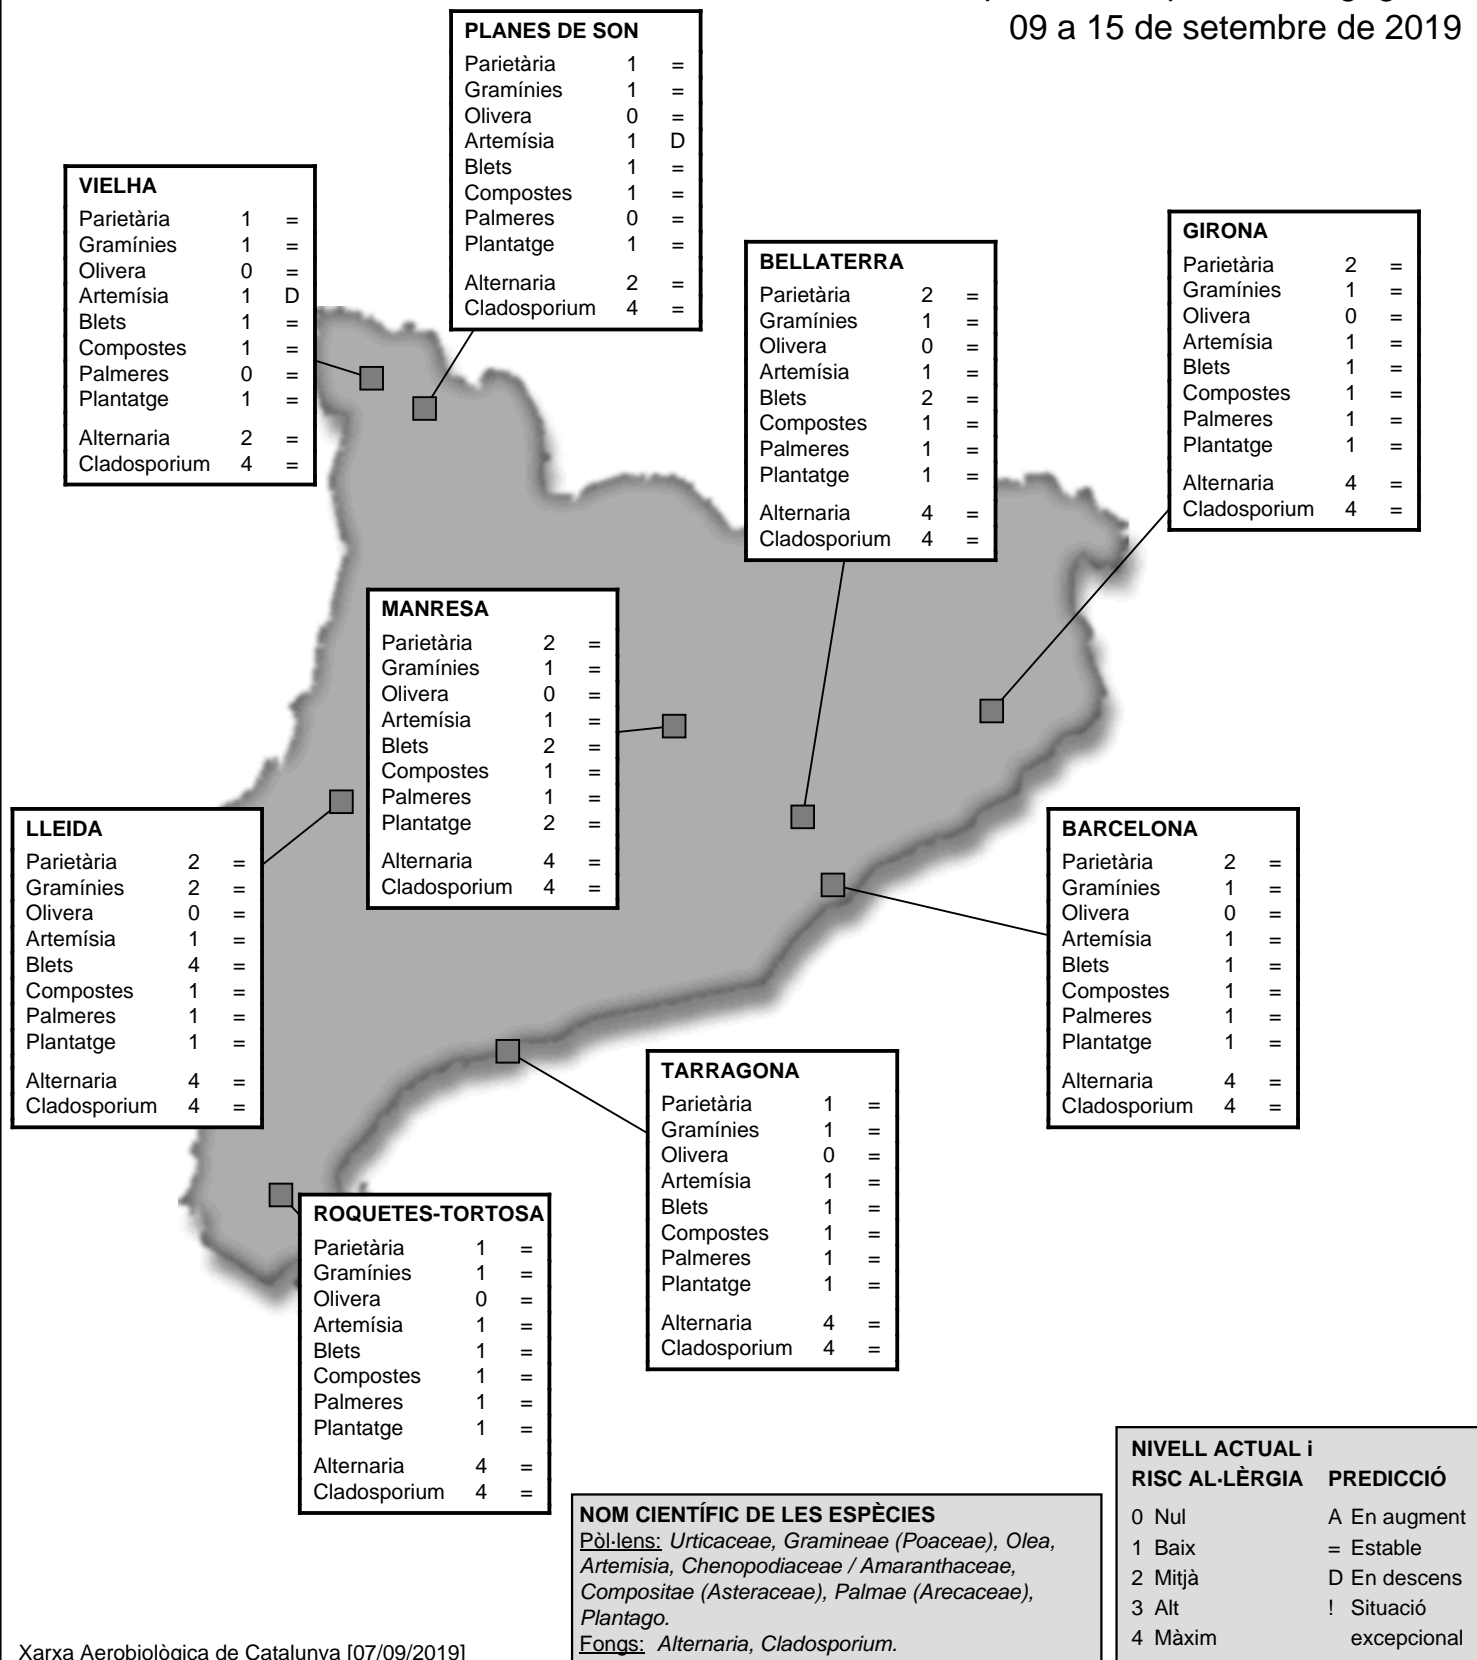 09 a 15 de setembre de 2019
PLANES DE SON
Parietària 1 =
Gramínies 1 =
Olivera 0 =
Artemísia 1 D
Blets 1 =
Compostes 1 =
Palmeres 0 =
Plantatge 1 =
Alternaria 2 =
Cladosporium 4 =
VIELHA
Parietària 1 =
Gramínies 1 =
Olivera 0 =
Artemísia 1 D
Blets 1 =
Compostes 1 =
Palmeres 0 =
Plantatge 1 =
Alternaria 2 =
Cladosporium 4 =
BELLATERRA
Parietària 2 =
Gramínies 1 =
Olivera 0 =
Artemísia 1 =
Blets 2 =
Compostes 1 =
Palmeres 1 =
Plantatge 1 =
Alternaria 4 =
Cladosporium 4 =
GIRONA
Parietària 2 =
Gramínies 1 =
Olivera 0 =
Artemísia 1 =
Blets 1 =
Compostes 1 =
Palmeres 1 =
Plantatge 1 =
Alternaria 4 =
Cladosporium 4 =
MANRESA
Parietària 2 =
Gramínies 1 =
Olivera 0 =
Artemísia 1 =
Blets 2 =
Compostes 1 =
Palmeres 1 =
Plantatge 2 =
Alternaria 4 =
Cladosporium 4 =
LLEIDA
Parietària 2 =
Gramínies 2 =
Olivera 0 =
Artemísia 1 =
Blets 4 =
Compostes 1 =
Palmeres 1 =
Plantatge 1 =
Alternaria 4 =
Cladosporium 4 =
BARCELONA
Parietària 2 =
Gramínies 1 =
Olivera 0 =
Artemísia 1 =
Blets 1 =
Compostes 1 =
Palmeres 1 =
Plantatge 1 =
Alternaria 4 =
Cladosporium 4 =
TARRAGONA
Parietària 1 =
Gramínies 1 =
Olivera 0 =
Artemísia 1 =
Blets 1 =
Compostes 1 =
Palmeres 1 =
Plantatge 1 =
Alternaria 4 =
Cladosporium 4 =
ROQUETES-TORTOSA
Parietària 1 =
Gramínies 1 =
Olivera 0 =
Artemísia 1 =
Blets 1 =
Compostes 1 =
Palmeres 1 =
Plantatge 1 =
Alternaria 4 =
Cladosporium 4 =
NOM CIENTÍFIC DE LES ESPÈCIES
Pòl·lens: Urticaceae, Gramineae (Poaceae), Olea,
Artemisia, Chenopodiaceae / Amaranthaceae,
Compositae (Asteraceae), Palmae (Arecaceae),
Plantago.
Fongs: Alternaria, Cladosporium.
NIVELL ACTUAL i
RISC AL·LÈRGIA PREDICCIÓ
0 Nul A En augment
1 Baix = Estable
2 Mitjà D En descens
3 Alt ! Situació
4 Màxim excepcional
Xarxa Aerobiològica de Catalunya [07/09/2019]